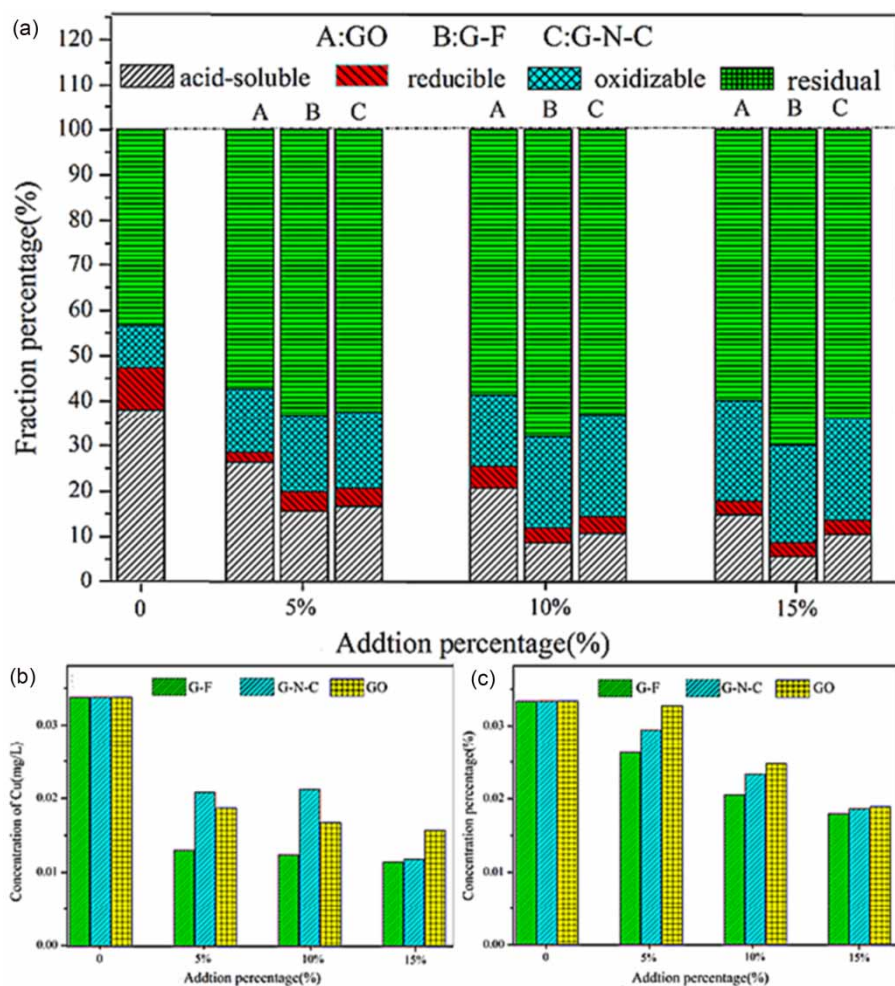 (a)
A:GO B:G-F C:G-N-C
acid-soluble reducible oxidizable residual
A B C A B C A B C
120
110
100
90
80
70
60
50
40
30
20
10
0
Fraction percentage(%)
0 5% 10% 15%
Addtion percentage(%)
(b)
G-F G-N-C GO
0.03
0.02
0.01
0.00
Concentration of Cu(mg/L)
0 5% 10% 15%
Addtion percentage(%)
(c)
G-F G-N-C GO
0.03
0.02
0.01
0.00
Conccentration percentage(%)
0 5% 10% 15%
Addtion percentage(%)